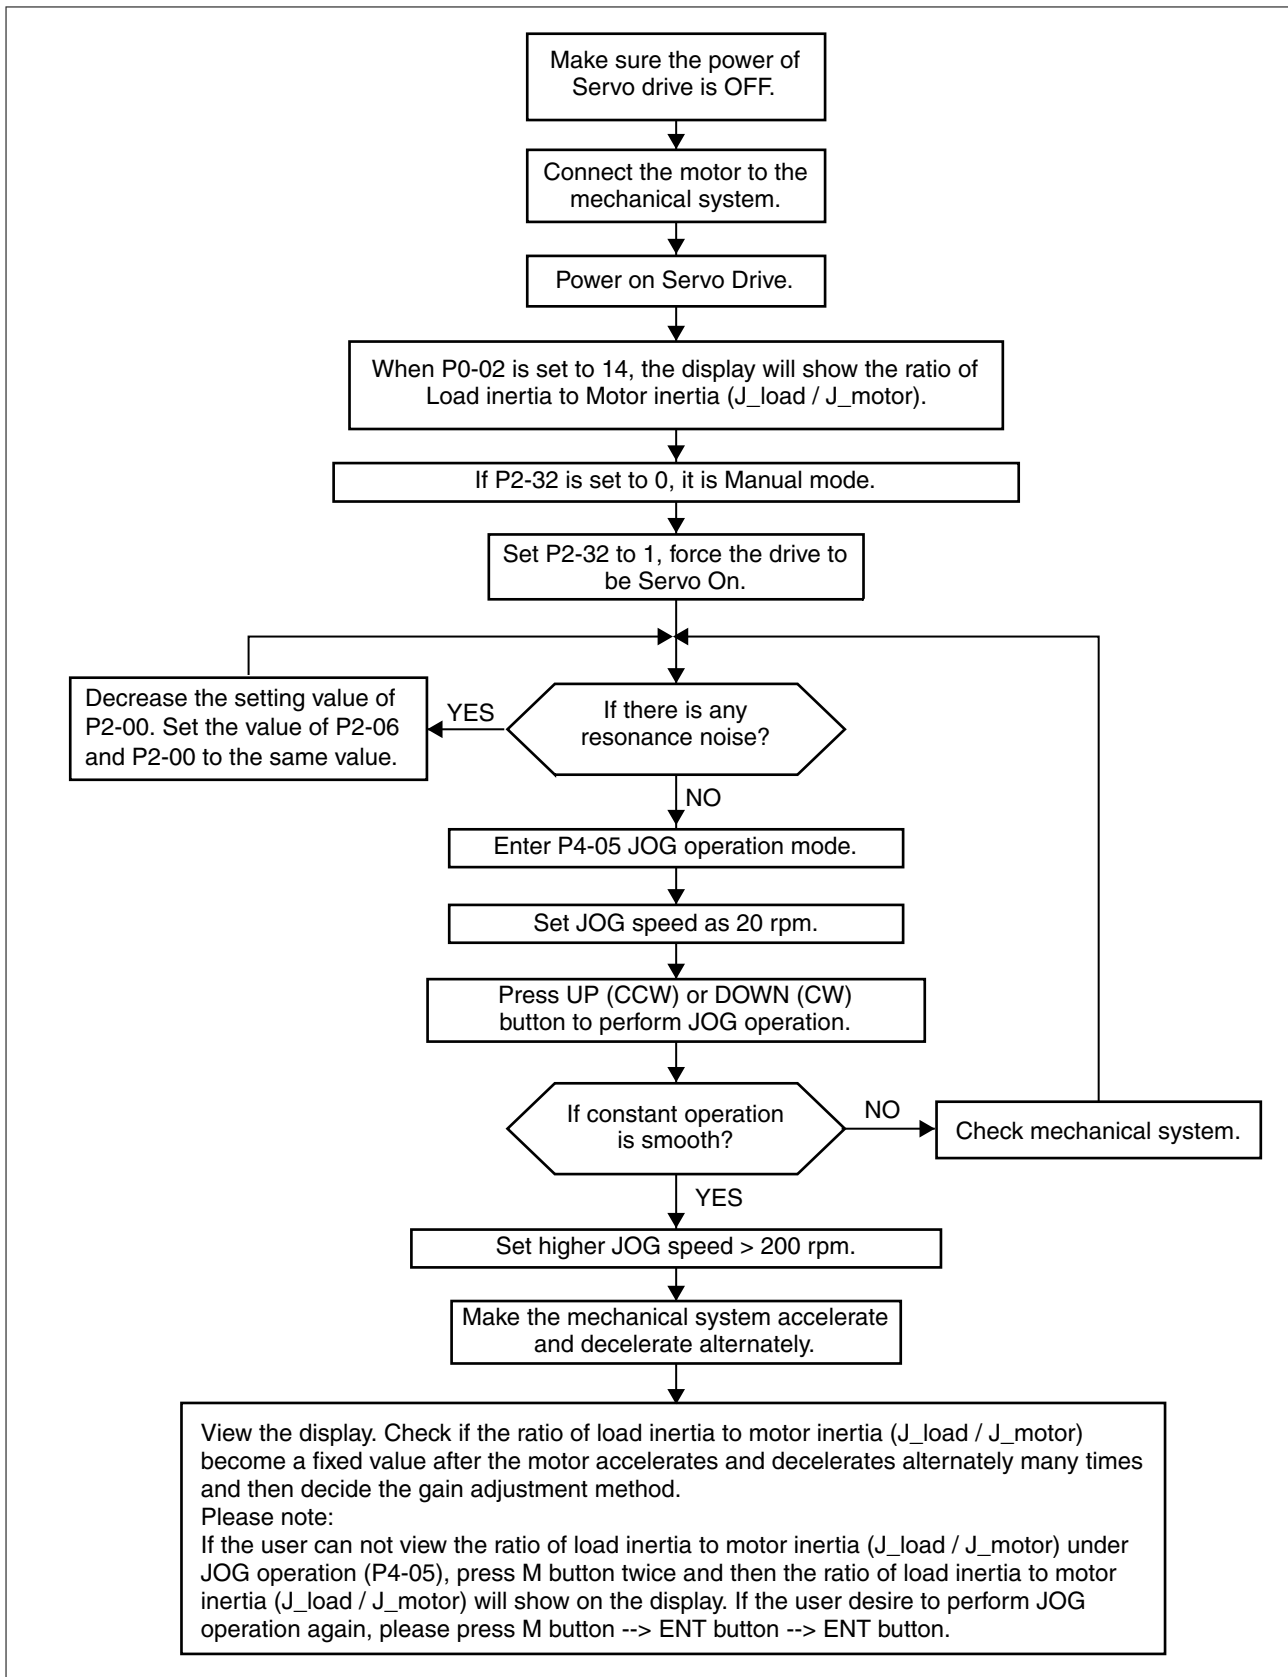 Make sure the power of
Servo drive is OFF.
Connect the motor to the
mechanical system.
Power on Servo Drive.
When P0-02 is set to 14, the display will show the ratio of
Load inertia to Motor inertia (J_load / J_motor).
If P2-32 is set to 0, it is Manual mode.
Set P2-32 to 1, force the drive to
be Servo On.
Decrease the setting value of
P2-00. Set the value of P2-06
and P2-00 to the same value.
YES
If there is any
resonance noise?
NO
Enter P4-05 JOG operation mode.
Set JOG speed as 20 rpm.
Press UP (CCW) or DOWN (CW)
button to perform JOG operation.
If constant operation
is smooth?
NO
Check mechanical system.
YES
Set higher JOG speed > 200 rpm.
Make the mechanical system accelerate
and decelerate alternately.
View the display. Check if the ratio of load inertia to motor inertia (J_load / J_motor)
become a fixed value after the motor accelerates and decelerates alternately many times
and then decide the gain adjustment method.
Please note:
If the user can not view the ratio of load inertia to motor inertia (J_load / J_motor) under
JOG operation (P4-05), press M button twice and then the ratio of load inertia to motor
inertia (J_load / J_motor) will show on the display. If the user desire to perform JOG
operation again, please press M button --> ENT button --> ENT button.